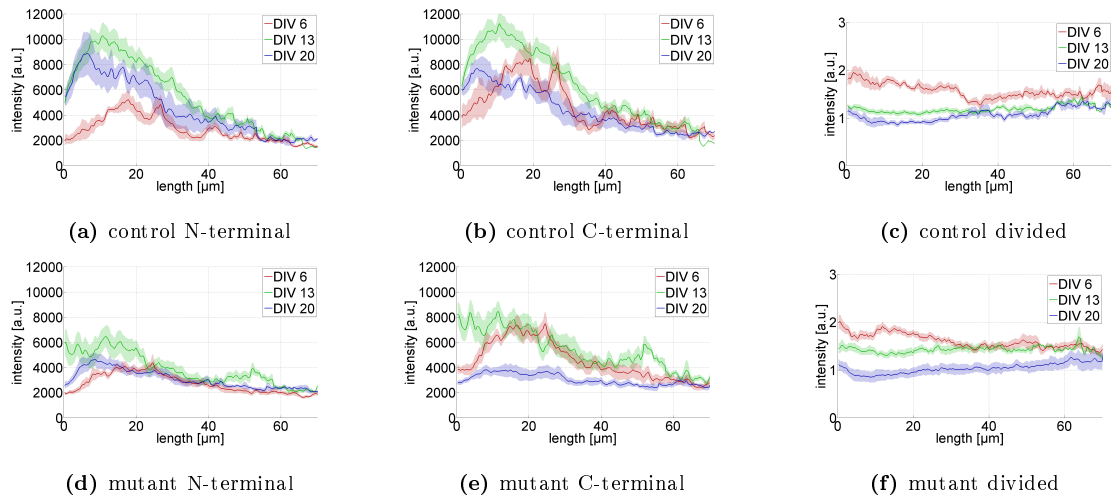 12000
10000
8000
6000
4000
2000
0
0 20 40 60
intensity [a.u.]
length [µm]
DIV 6
DIV 13
DIV 20
(a) control N-terminal
12000
10000
8000
6000
4000
2000
0
0 20 40 60
intensity [a.u.]
length [µm]
DIV 6
DIV 13
DIV 20
(b) control C-terminal
3
2
1
0
0 20 40 60
intensity [a.u.]
length [µm]
DIV 6
DIV 13
DIV 20
(c) control divided
12000
10000
8000
6000
4000
2000
0
0 20 40 60
intensity [a.u.]
length [µm]
DIV 6
DIV 13
DIV 20
(d) mutant N-terminal
12000
10000
8000
6000
4000
2000
0
0 20 40 60
intensity [a.u.]
length [µm]
DIV 6
DIV 13
DIV 20
(e) mutant C-terminal
3
2
1
0
0 20 40 60
intensity [a.u.]
length [µm]
DIV 6
DIV 13
DIV 20
(f) mutant divided